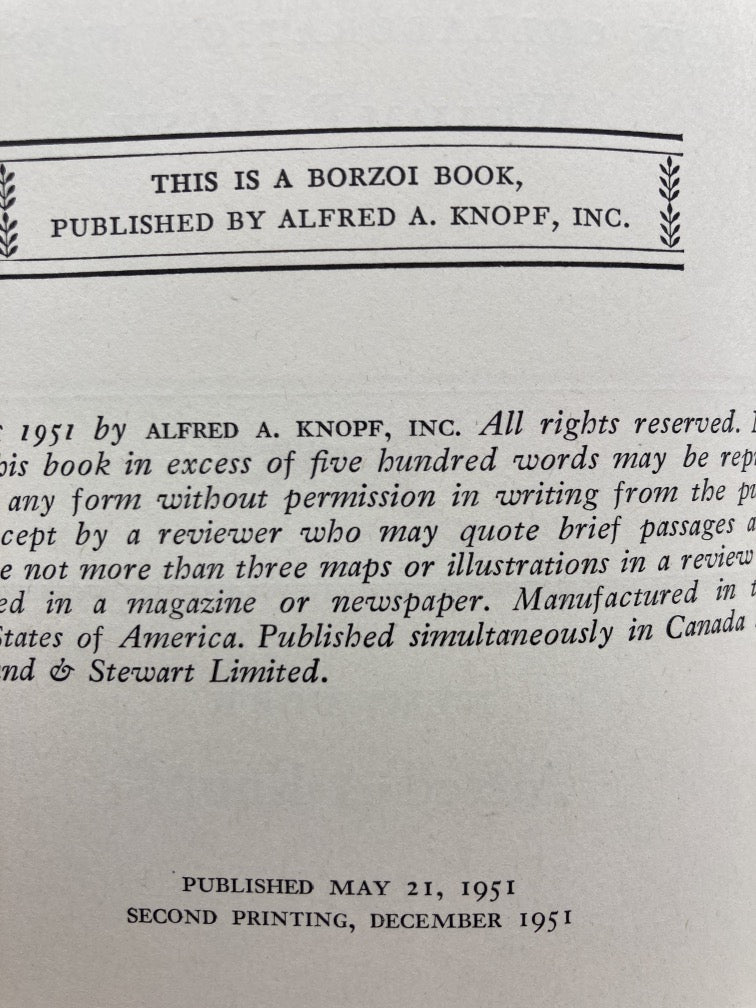 THIS IS A BORZOI BOOK,
PUBLISHED BY ALFRED A. KNOPF, INC.
1951 by ALFRED A. KNOPF, INC. All rights reserved.
book in excess of five hundred words may be
any form without permission in writing from the
by a reviewer who may quote brief passages
not more than three maps or illustrations in a review
in a magazine or newspaper. Manufactured in
States of America. Published simultaneously in Canada
& Stewart Limited.
PUBLISHED MAY 21, 1951
SECOND PRINTING, DECEMBER 1951